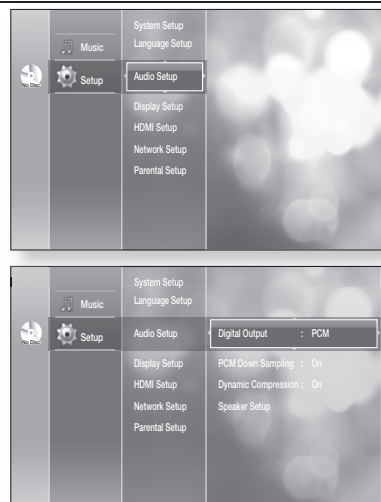 System Setup
Music
Language Setup
No Disc
Setup
Audio Setup
Display Setup
HDMI Setup
Network Setup
Parental Setup
System Setup
Music
Language Setup
No Disc
Setup
Audio Setup
Digital Output : PCM
Display Setup
PCM Down Sampling : On
HDMI Setup
Dynamic Compression : On
Network Setup
Speaker Setup
Parental Setup